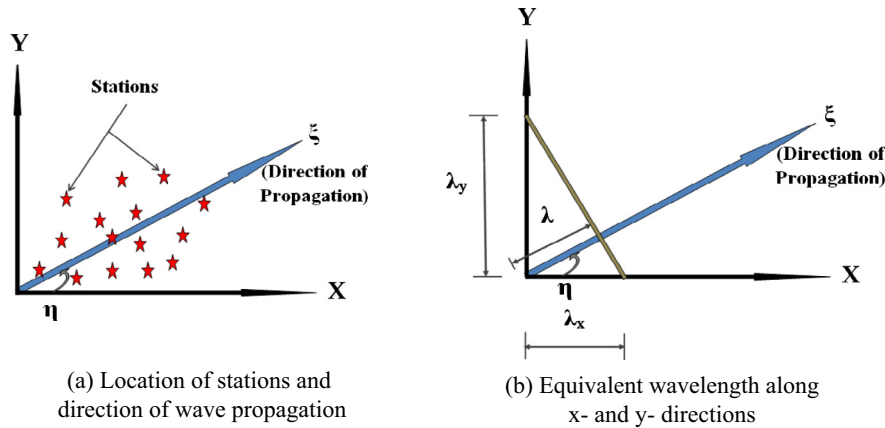 Y
Stations
ξ
(Direction of
Propagation)
X
η
(a) Location of stations and
direction of wave propagation
Y
ξ
(Direction of
Propagation)
λy
λ
X
η
λx
(b) Equivalent wavelength along
x- and y- directions